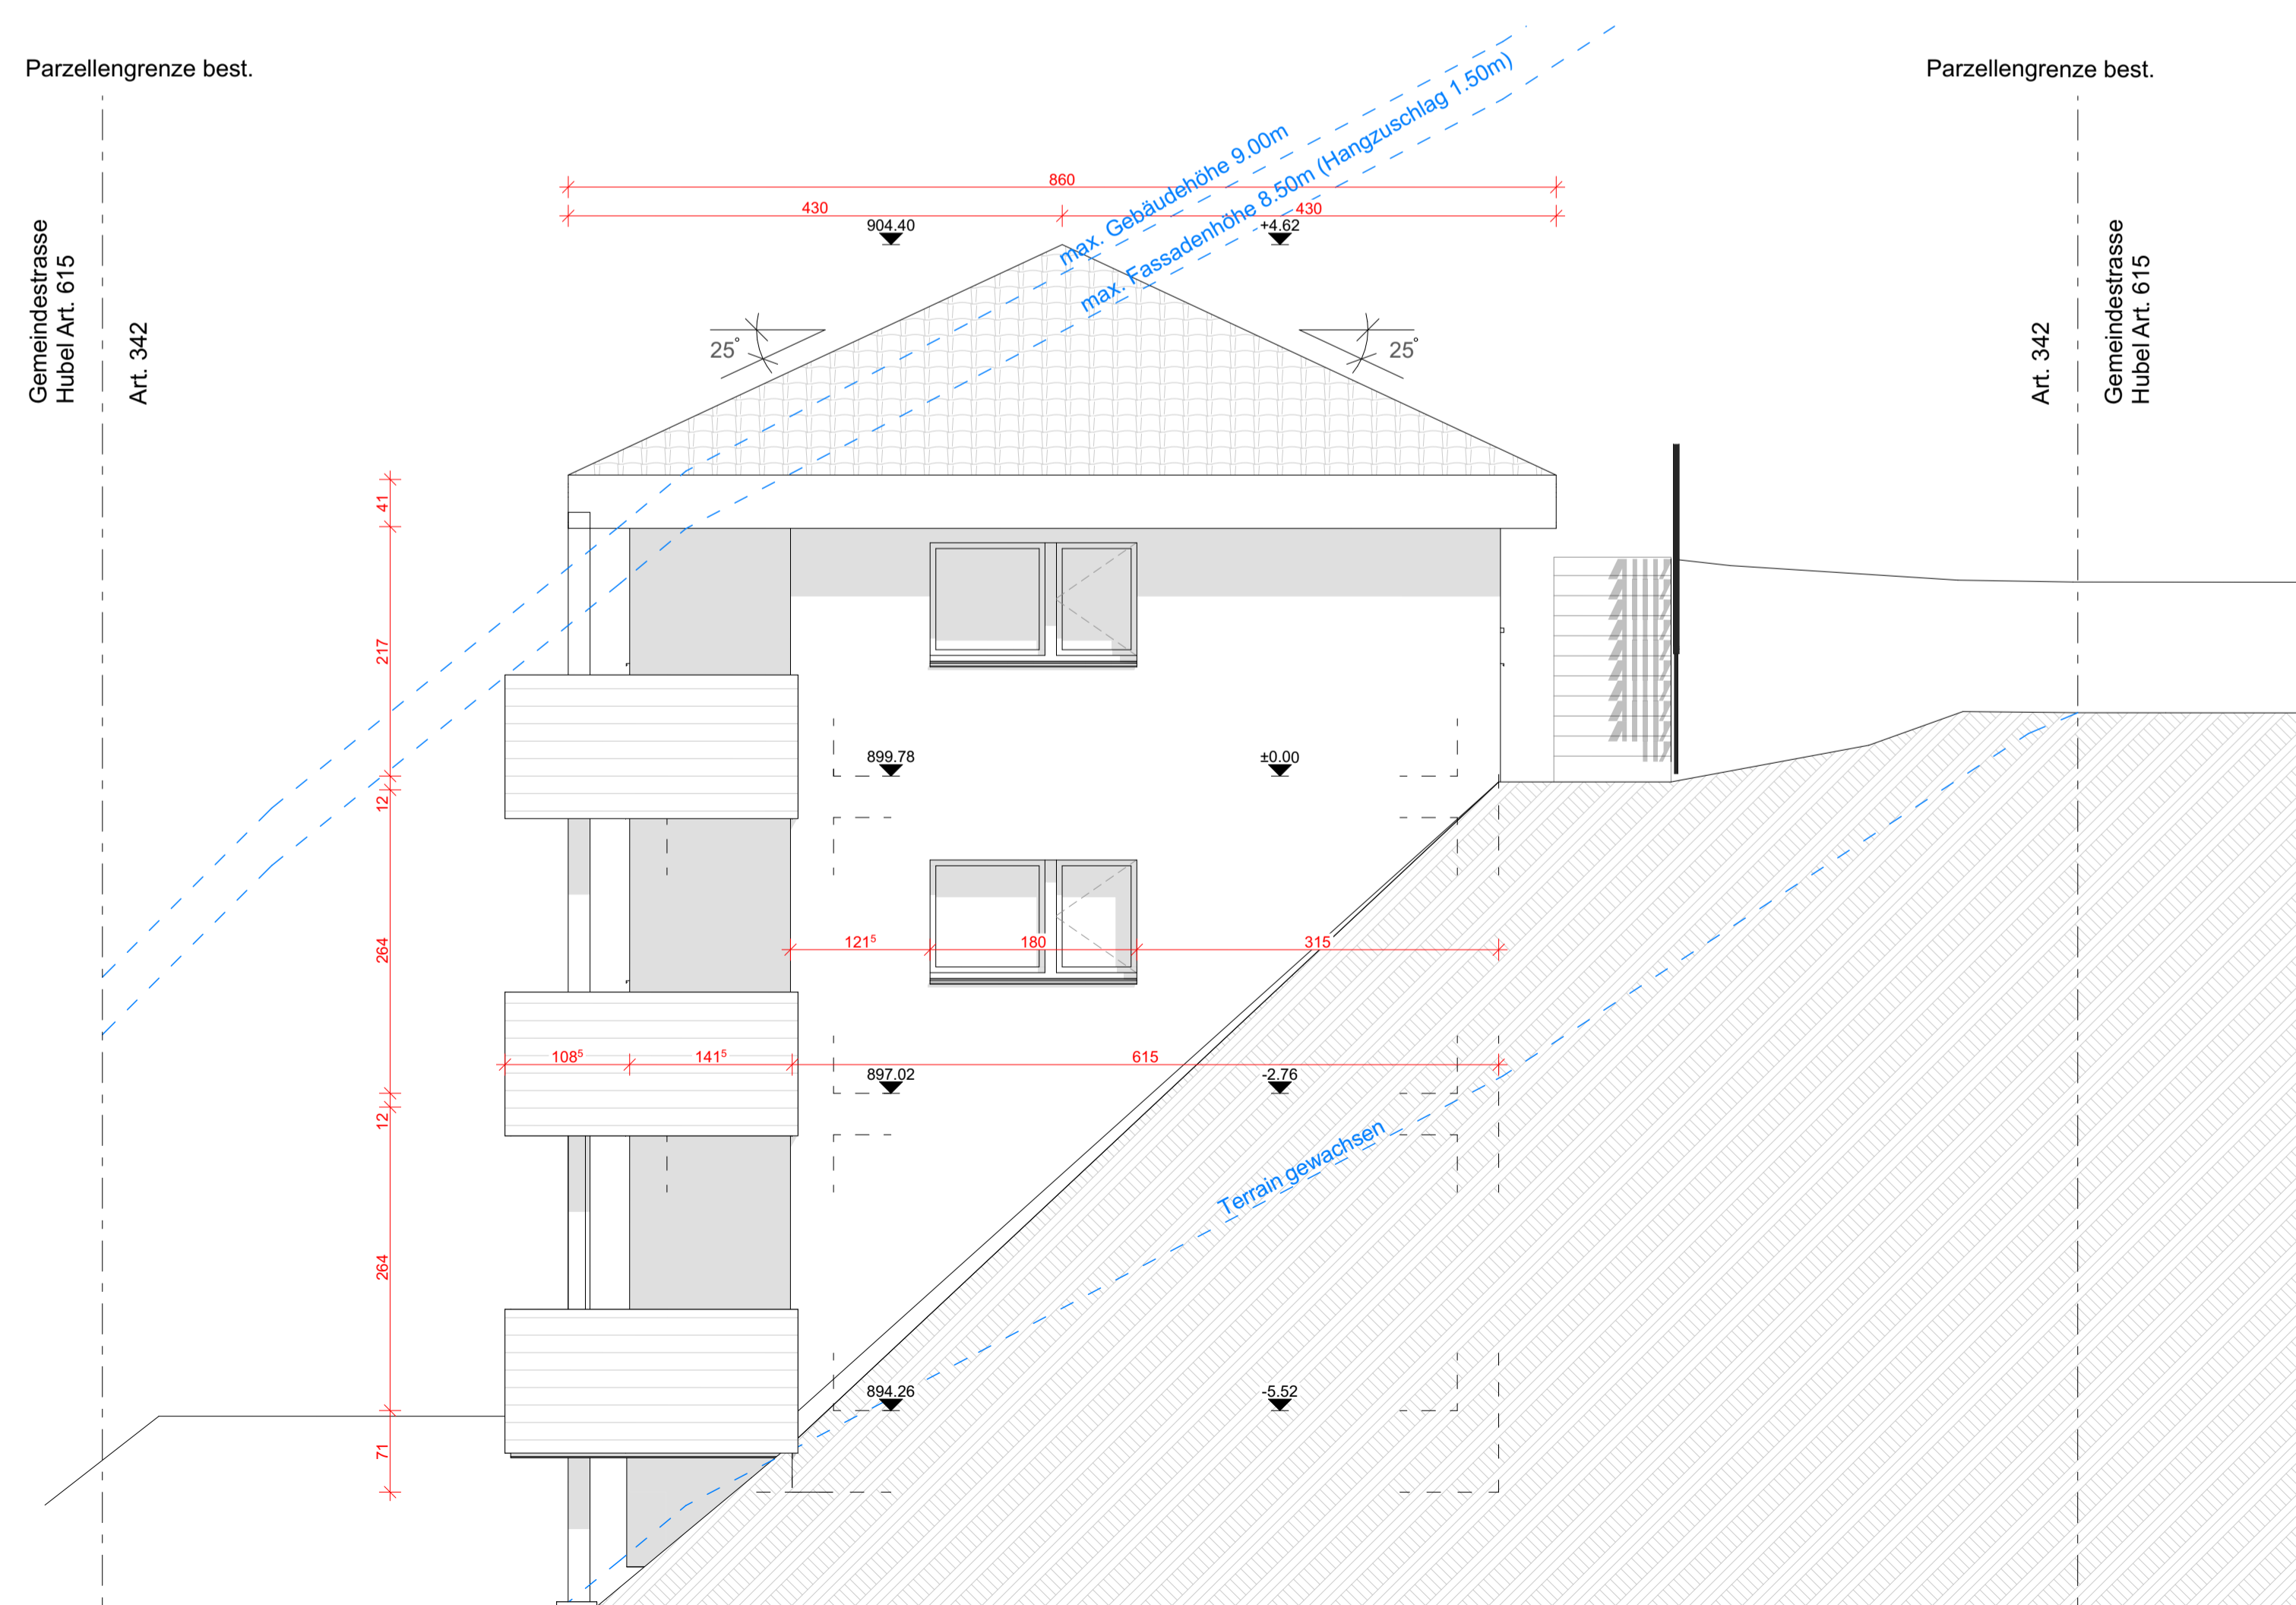 Parzellengrenze best.
Parzellengrenze best.
Gemeindestrasse
Hubel Art. 615
Art. 342
Art. 342
Gemeindestrasse
Hubel Art. 615
max. Gebäudehöhe 9.00m
max. Fassadenhöhe 8.50m (Hangzuschlag 1.50m)
860
430
430
904.40
+4.62
25°
25°
41
217
12
264
12
264
71
899.78
±0.00
121⁵
180
315
108⁵
141⁵
615
897.02
-2.76
Terrain gewachsen
894.26
-5.52